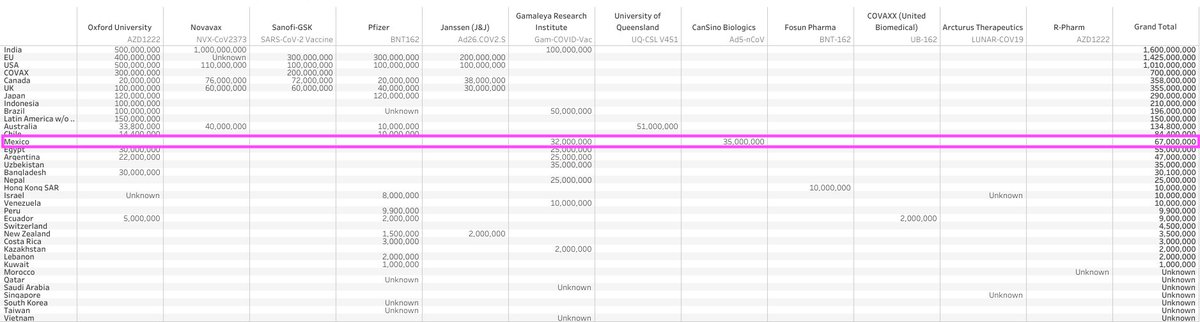 Oxford University Novavax Sanofi-GSK Pfizer Janssen (J&J) Gamaleya Research Institute University of Queensland CanSino Biologics Fosun Pharma COVAXX (United Biomedical) Arcturus Therapeutics R-Pharm Grand Total
AZD1222 NVX-CoV2373 SARS-CoV-2 Vaccine BNT162 Ad26.COV2.S Gam-COVID-Vac UQ-CSL V451 Ad5-nCoV BNT-162 UB-162 LUNAR-COV19 AZD1222
India 500,000,000 1,000,000,000 100,000,000 1,600,000,000
EU 400,000,000 Unknown 300,000,000 300,000,000 200,000,000 1,425,000,000
USA 500,000,000 110,000,000 100,000,000 100,000,000 100,000,000 1,010,000,000
COVAX 300,000,000 200,000,000 700,000,000
Canada 20,000,000 76,000,000 72,000,000 20,000,000 38,000,000 358,000,000
UK 100,000,000 60,000,000 60,000,000 40,000,000 30,000,000 355,000,000
Japan 120,000,000 120,000,000 290,000,000
Indonesia 100,000,000 210,000,000
Brazil 100,000,000 Unknown 50,000,000 196,000,000
Latin America w/o .. 150,000,000 150,000,000
Australia 33,800,000 40,000,000 10,000,000 51,000,000 134,800,000
Chile 14,400,000 10,000,000 84,400,000
Mexico 32,000,000 35,000,000 67,000,000
Egypt 30,000,000 25,000,000 55,000,000
Argentina 22,000,000 25,000,000 47,000,000
Uzbekistan 35,000,000 35,000,000
Bangladesh 30,000,000 30,100,000
Nepal 25,000,000 25,000,000
Hong Kong SAR 10,000,000 10,000,000
Israel Unknown 8,000,000 Unknown 10,000,000
Venezuela 10,000,000 10,000,000
Peru 9,900,000 9,900,000
Ecuador 5,000,000 2,000,000 2,000,000 9,000,000
Switzerland 4,500,000
New Zealand 1,500,000 2,000,000 3,500,000
Costa Rica 3,000,000 3,000,000
Kazakhstan 2,000,000 2,000,000
Lebanon 2,000,000 2,000,000
Kuwait 1,000,000 1,000,000
Morocco Unknown Unknown
Qatar Unknown Unknown
Saudi Arabia Unknown Unknown
Singapore Unknown Unknown
South Korea Unknown Unknown
Taiwan Unknown Unknown
Vietnam Unknown Unknown